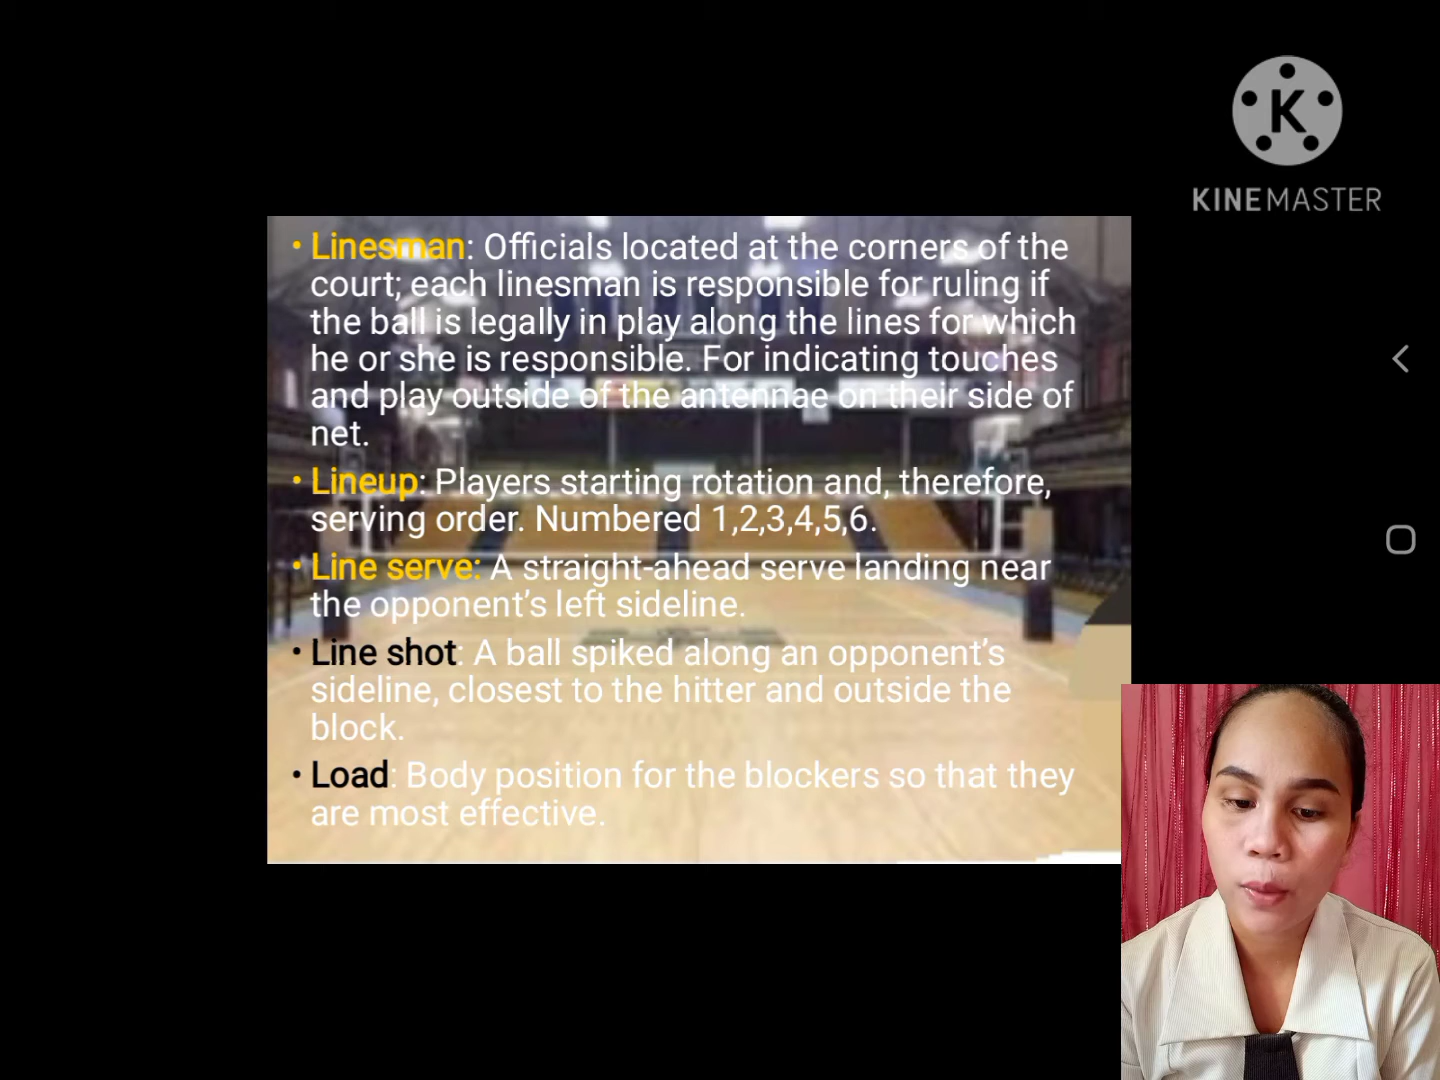 K
KINEMASTER
• Linesman: Officials located at the corners of the
court; each linesman is responsible for ruling if
the ball is legally in play along the lines for which
he or she is responsible. For indicating touches
and play outside of the antennae on their side of
net.
• Lineup: Players starting rotation and, therefore,
serving order. Numbered 1,2,3,4,5,6.
• Line serve: A straight-ahead serve landing near
the opponent’s left sideline.
• Line shot: A ball spiked along an opponent’s
sideline, closest to the hitter and outside the
block.
• Load: Body position for the blockers so that they
are most effective.